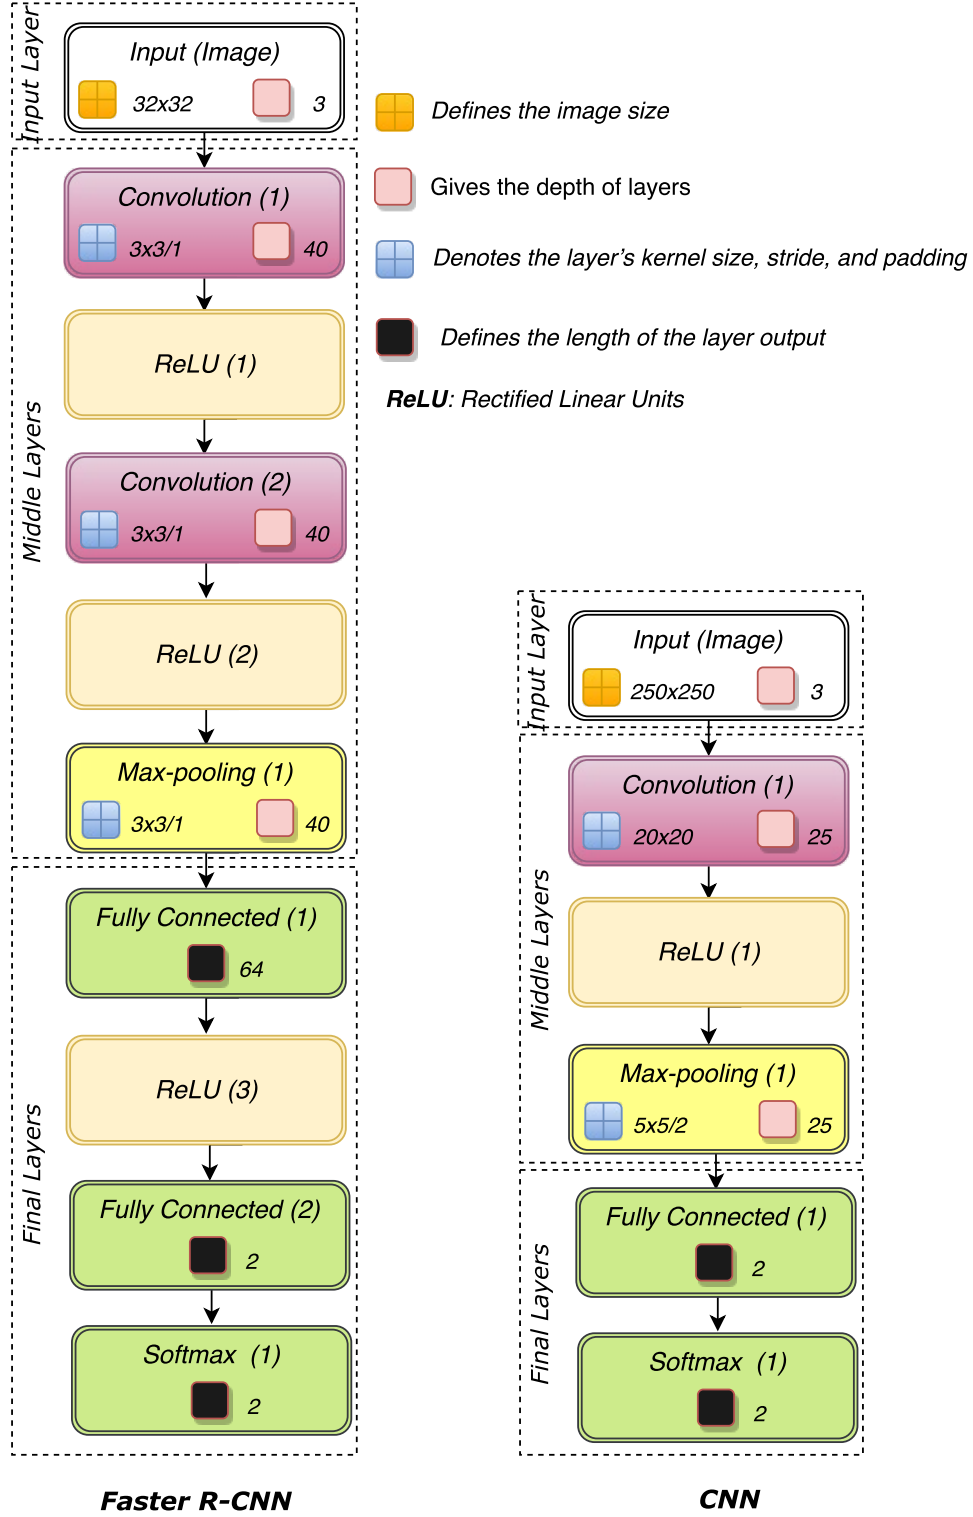 Input Layer
Input (Image)
32x32 3
Middle Layers
Convolution (1)
3x3/1 40
ReLU (1)
Convolution (2)
3x3/1 40
ReLU (2)
Max-pooling (1)
3x3/1 40
Final Layers
Fully Connected (1)
64
ReLU (3)
Fully Connected (2)
2
Softmax (1)
2
Faster R-CNN
Defines the image size
Gives the depth of layers
Denotes the layer's kernel size, stride, and padding
Defines the length of the layer output
ReLU: Rectified Linear Units
Input Layer
Input (Image)
250x250 3
Middle Layers
Convolution (1)
20x20 25
ReLU (1)
Max-pooling (1)
5x5/2 25
Final Layers
Fully Connected (1)
2
Softmax (1)
2
CNN